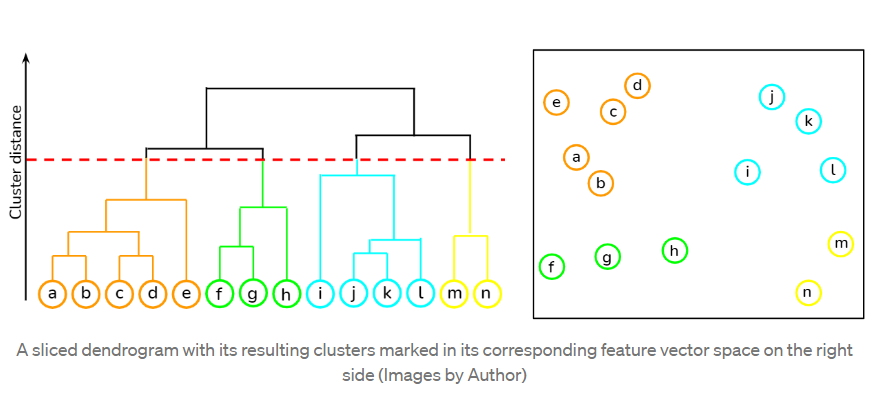 Cluster distance
a b c d e f g h i j k l m n
d
e
j
c
k
a
i
l
b
m
h
g
f
n
A sliced dendrogram with its resulting clusters marked in its corresponding feature vector space on the right
side (Images by Author)